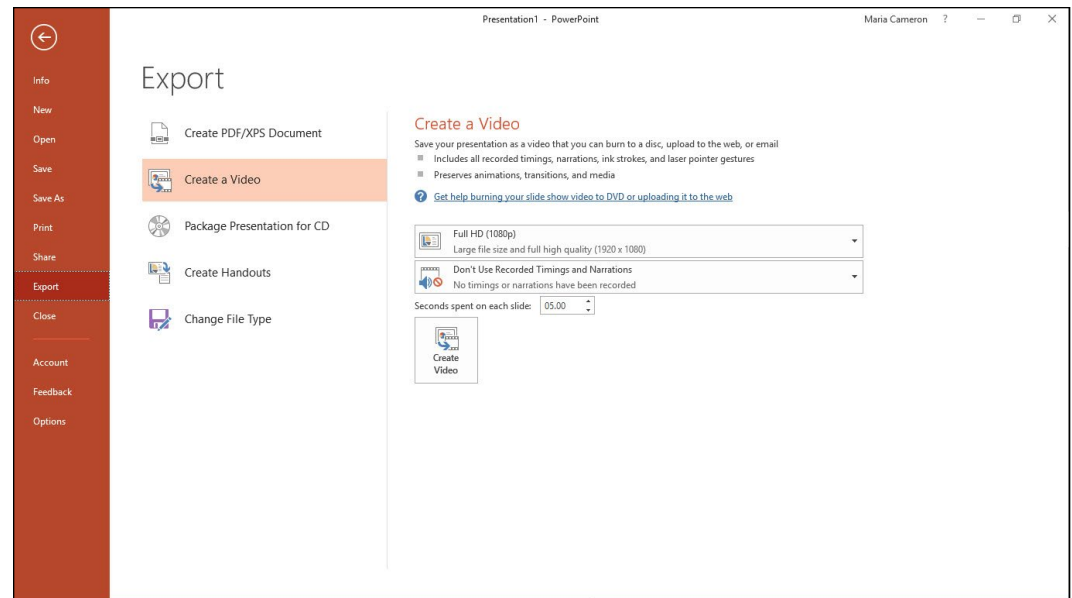 Presentation1 - PowerPoint
Maria Cameron ?
Info
New
Open
Save
Save As
Print
Share
Export
Close
Account
Feedback
Options
Export
Create PDF/XPS Document
Create a Video
Package Presentation for CD
Create Handouts
Change File Type
Create a Video
Save your presentation as a video that you can burn to a disc, upload to the web, or email
Includes all recorded timings, narrations, ink strokes, and laser pointer gestures
Preserves animations, transitions, and media
Get help burning your slide show video to DVD or uploading it to the web
Full HD (1080p)
Large file size and full high quality (1920 x 1080)
Don't Use Recorded Timings and Narrations
No timings or narrations have been recorded
Seconds spent on each slide: 05.00
Create
Video